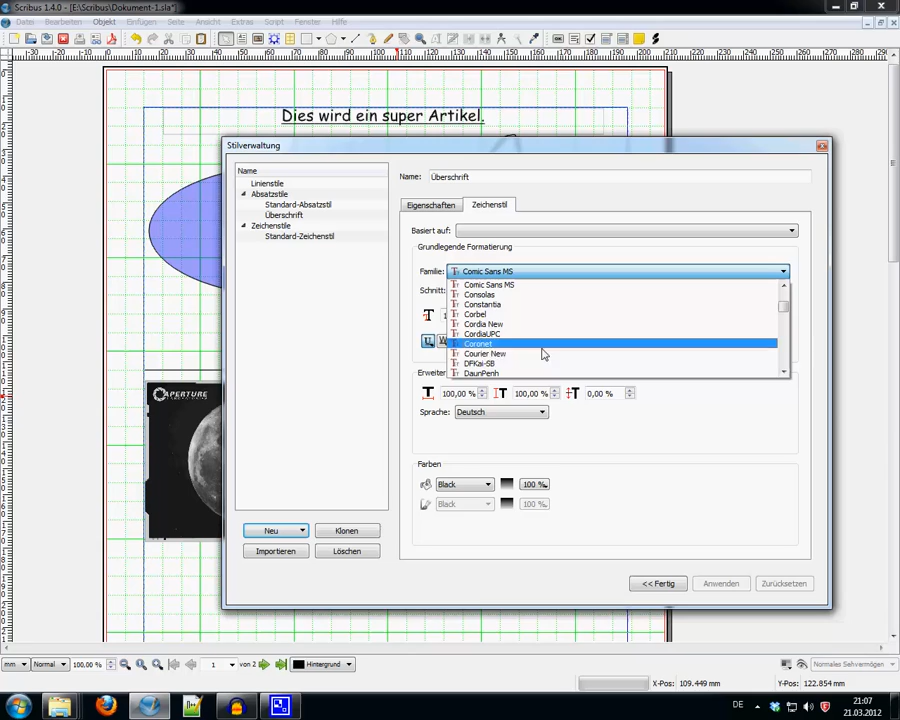 Scribus 1.4.0 - [E:\Scribus\Dokument-1.sla*]
Datei Bearbeiten Objekt Einfügen Seite Ansicht Extras Script Fenster Hilfe
Dies wird ein super Artikel.
Stilverwaltung
Name
Linienstile
Absatzstile
Standard-Absatzstil
Überschrift
Zeichenstile
Standard-Zeichenstil
Neu Klonen
Importieren Löschen
Name: Überschrift
Eigenschaften Zeichenstil
Basiert auf:
Grundlegende Formatierung
Familie: Comic Sans MS
Schnitt:
Comic Sans MS
Consolas
Constantia
Corbel
Cordia New
CordiaUPC
Coronet
Courier New
DFKai-SB
DaunPenh
Erweiter
100,00 % 100,00 % 0,00 %
Sprache: Deutsch
Farben
Black 100 %
Black 100 %
<< Fertig Anwenden Zurücksetzen
APERTURE
mm Normal 100,00 % 1 von 2 Hintergrund Normales Sehvermögen
X-Pos: 109.449 mm Y-Pos: 122.854 mm
DE 21:07
21.03.2012